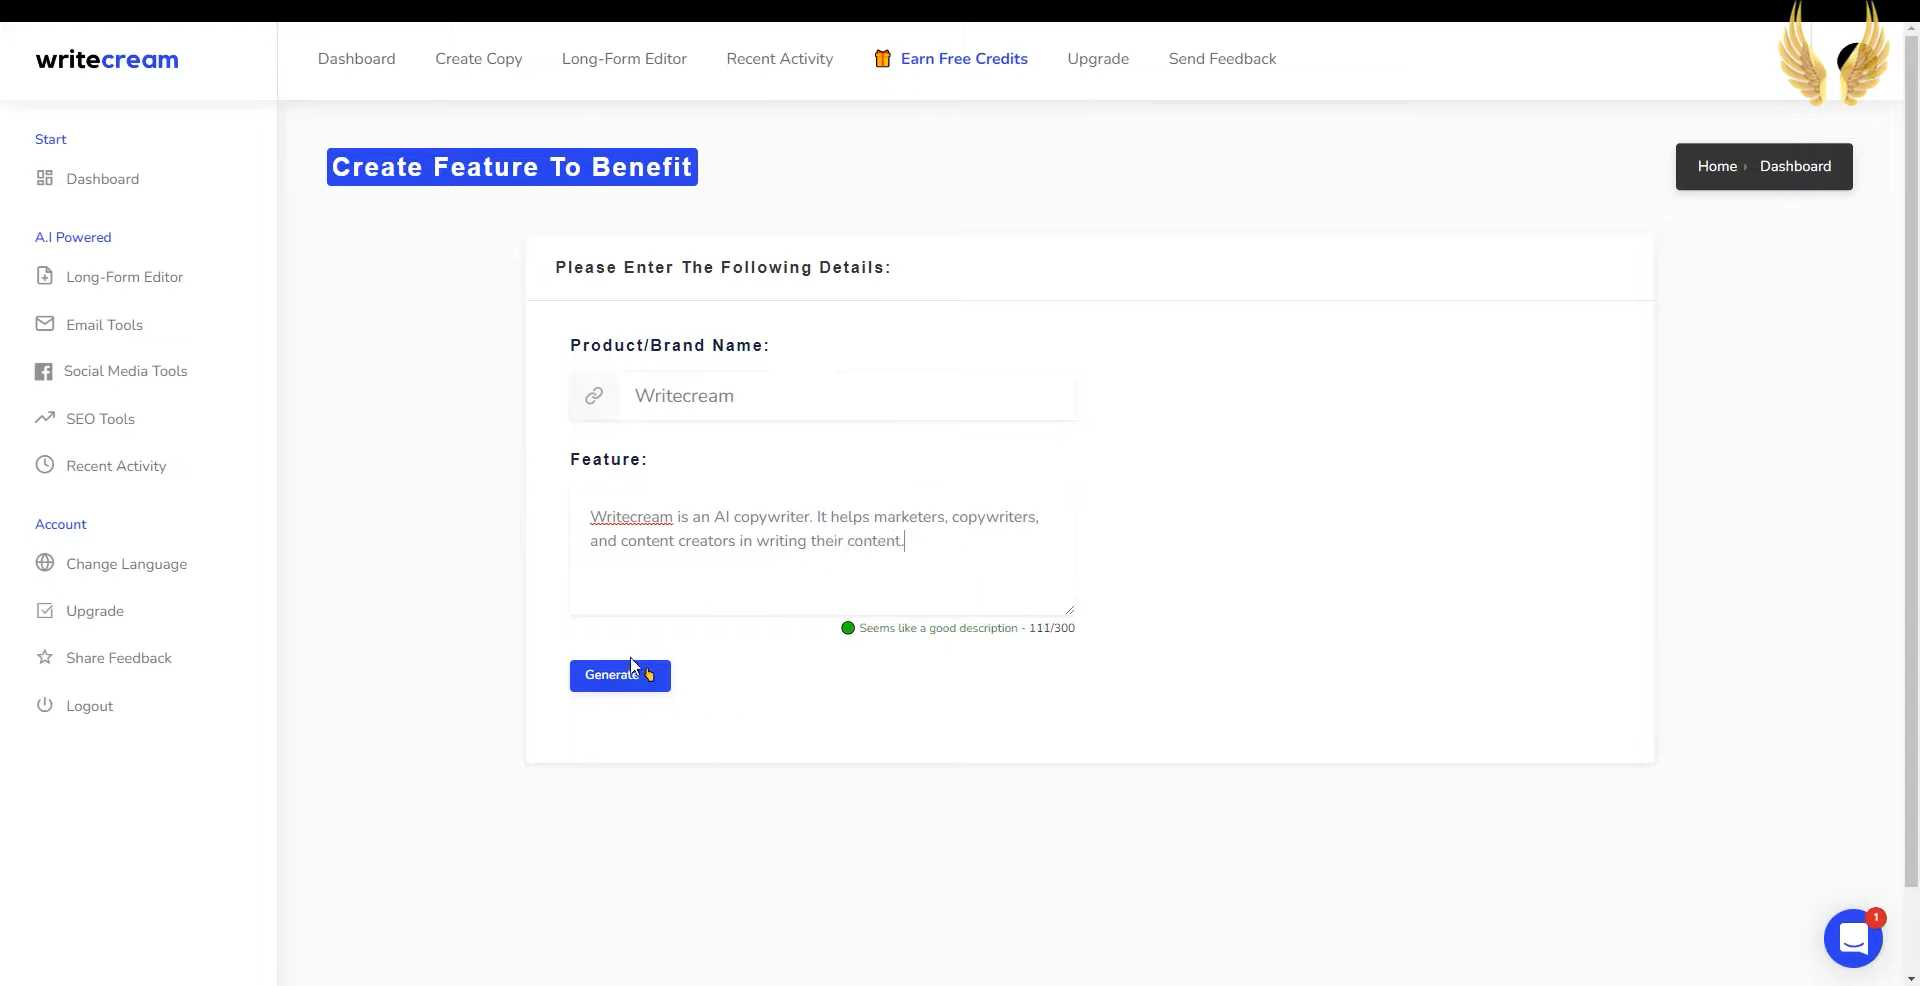 writecream
Dashboard
Create Copy
Long-Form Editor
Recent Activity
Earn Free Credits
Upgrade
Send Feedback
Start
Dashboard
A.I Powered
Long-Form Editor
Email Tools
Social Media Tools
SEO Tools
Recent Activity
Account
Change Language
Upgrade
Share Feedback
Logout
Create Feature To Benefit
Home
Dashboard
Please Enter The Following Details:
Product/Brand Name:
Writecream
Feature:
Writecream is an AI copywriter. It helps marketers, copywriters,
and content creators in writing their content.
Seems like a good description - 111/300
Generate
1